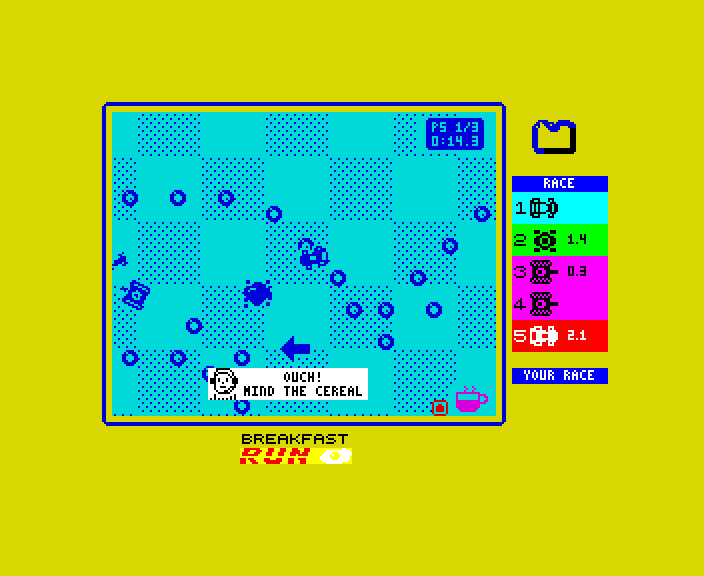 PS 1/3
0:14.3
RACE
1
2 1.4
3 0.3
4
5 2.1
YOUR RACE
OUCH!
MIND THE CEREAL
BREAKFAST
RUN